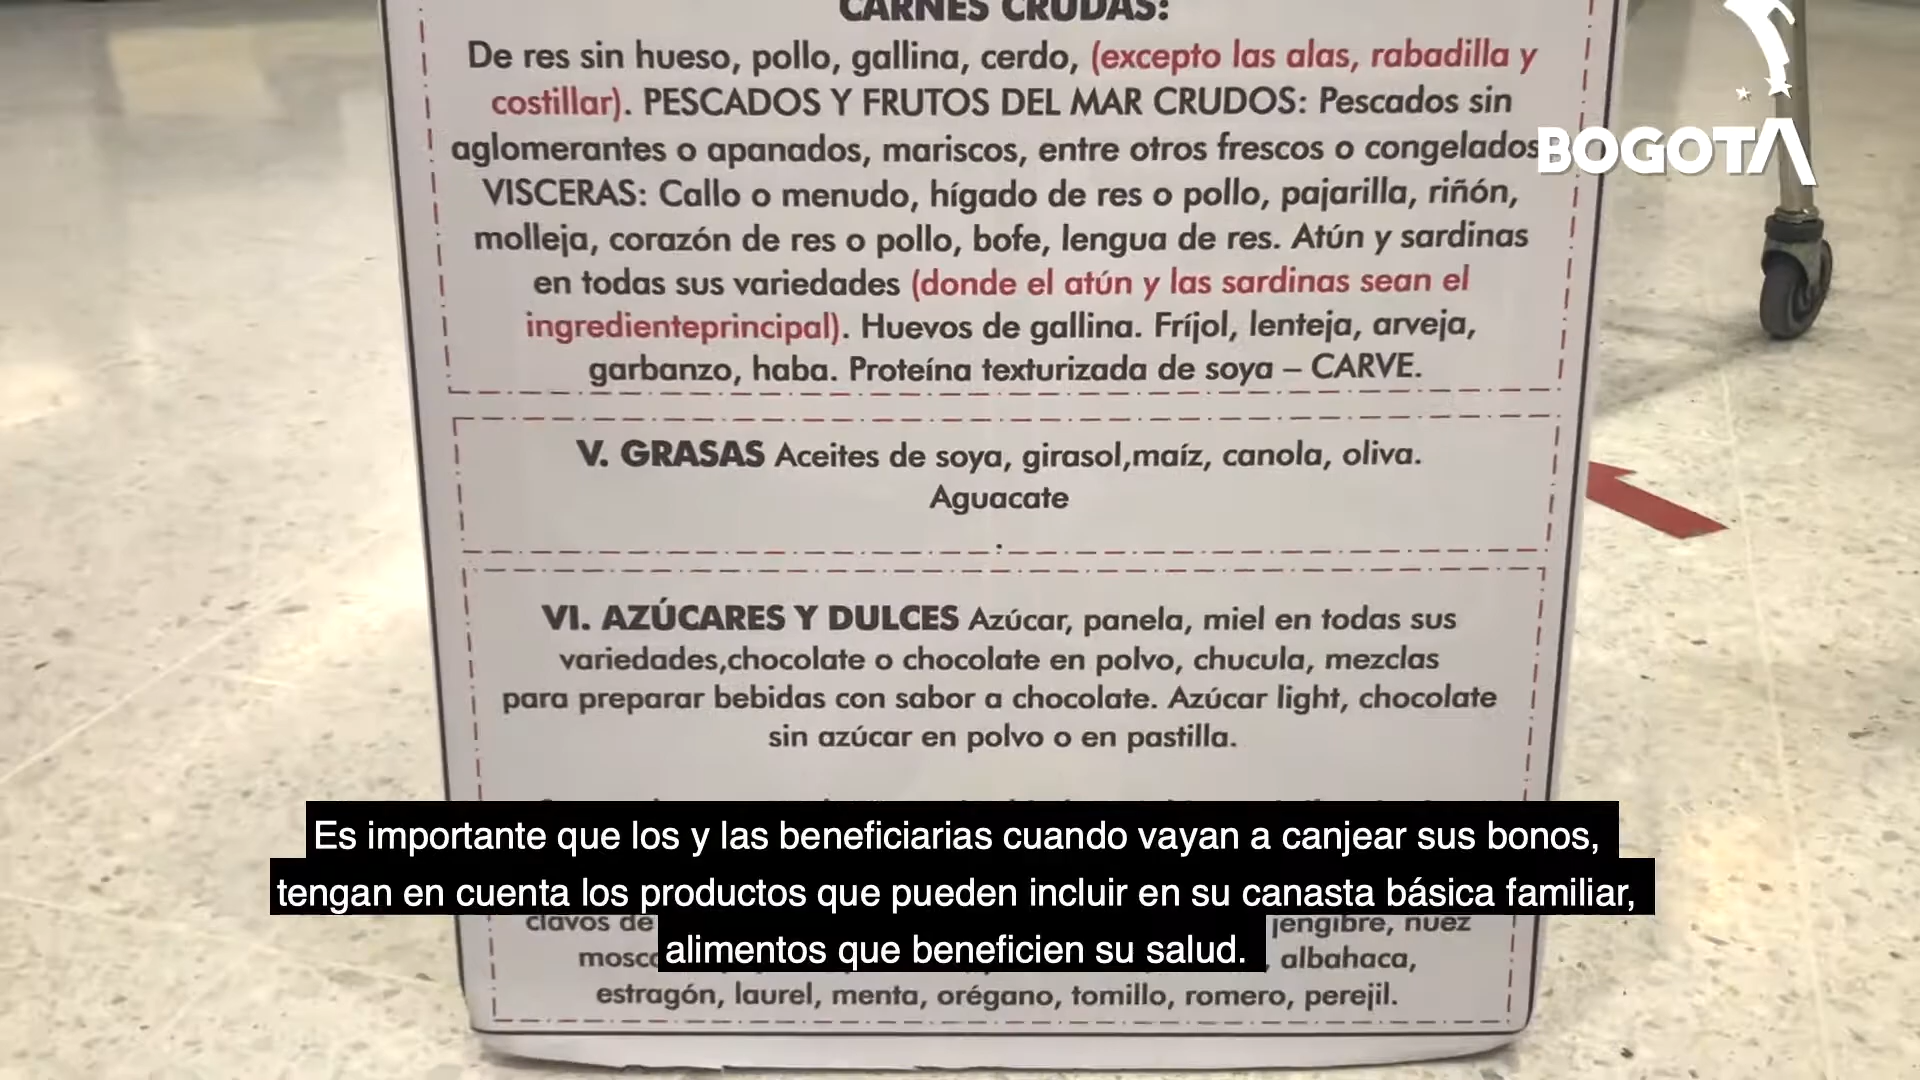 CARNES CRUDAS:
De res sin hueso, pollo, gallina, cerdo, (excepto las alas, rabadilla y
costillar). PESCADOS Y FRUTOS DEL MAR CRUDOS: Pescados sin
aglomerantes o apanados, mariscos, entre otros frescos o congelados
BOGOTA
VISCERAS: Callo o menudo, hígado de res o pollo, pajarilla, riñón,
molleja, corazón de res o pollo, bofe, lengua de res. Atún y sardinas
en todas sus variedades (donde el atún y las sardinas sean el
ingredienteprincipal). Huevos de gallina. Fríjol, lenteja, arveja,
garbanzo, haba. Proteína texturizada de soya – CARVE.
V. GRASAS Aceites de soya, girasol,maíz, canola, oliva.
Aguacate
.
VI. AZÚCARES Y DULCES Azúcar, panela, miel en todas sus
variedades,chocolate o chocolate en polvo, chucula, mezclas
para preparar bebidas con sabor a chocolate. Azúcar light, chocolate
sin azúcar en polvo o en pastilla.
Es importante que los y las beneficiarias cuando vayan a canjear sus bonos,
tengan en cuenta los productos que pueden incluir en su canasta básica familiar,
alimentos que beneficien su salud.
clavos de jengibre, nuez
albahaca,
estragón, laurel, menta, orégano, tomillo, romero, perejil.